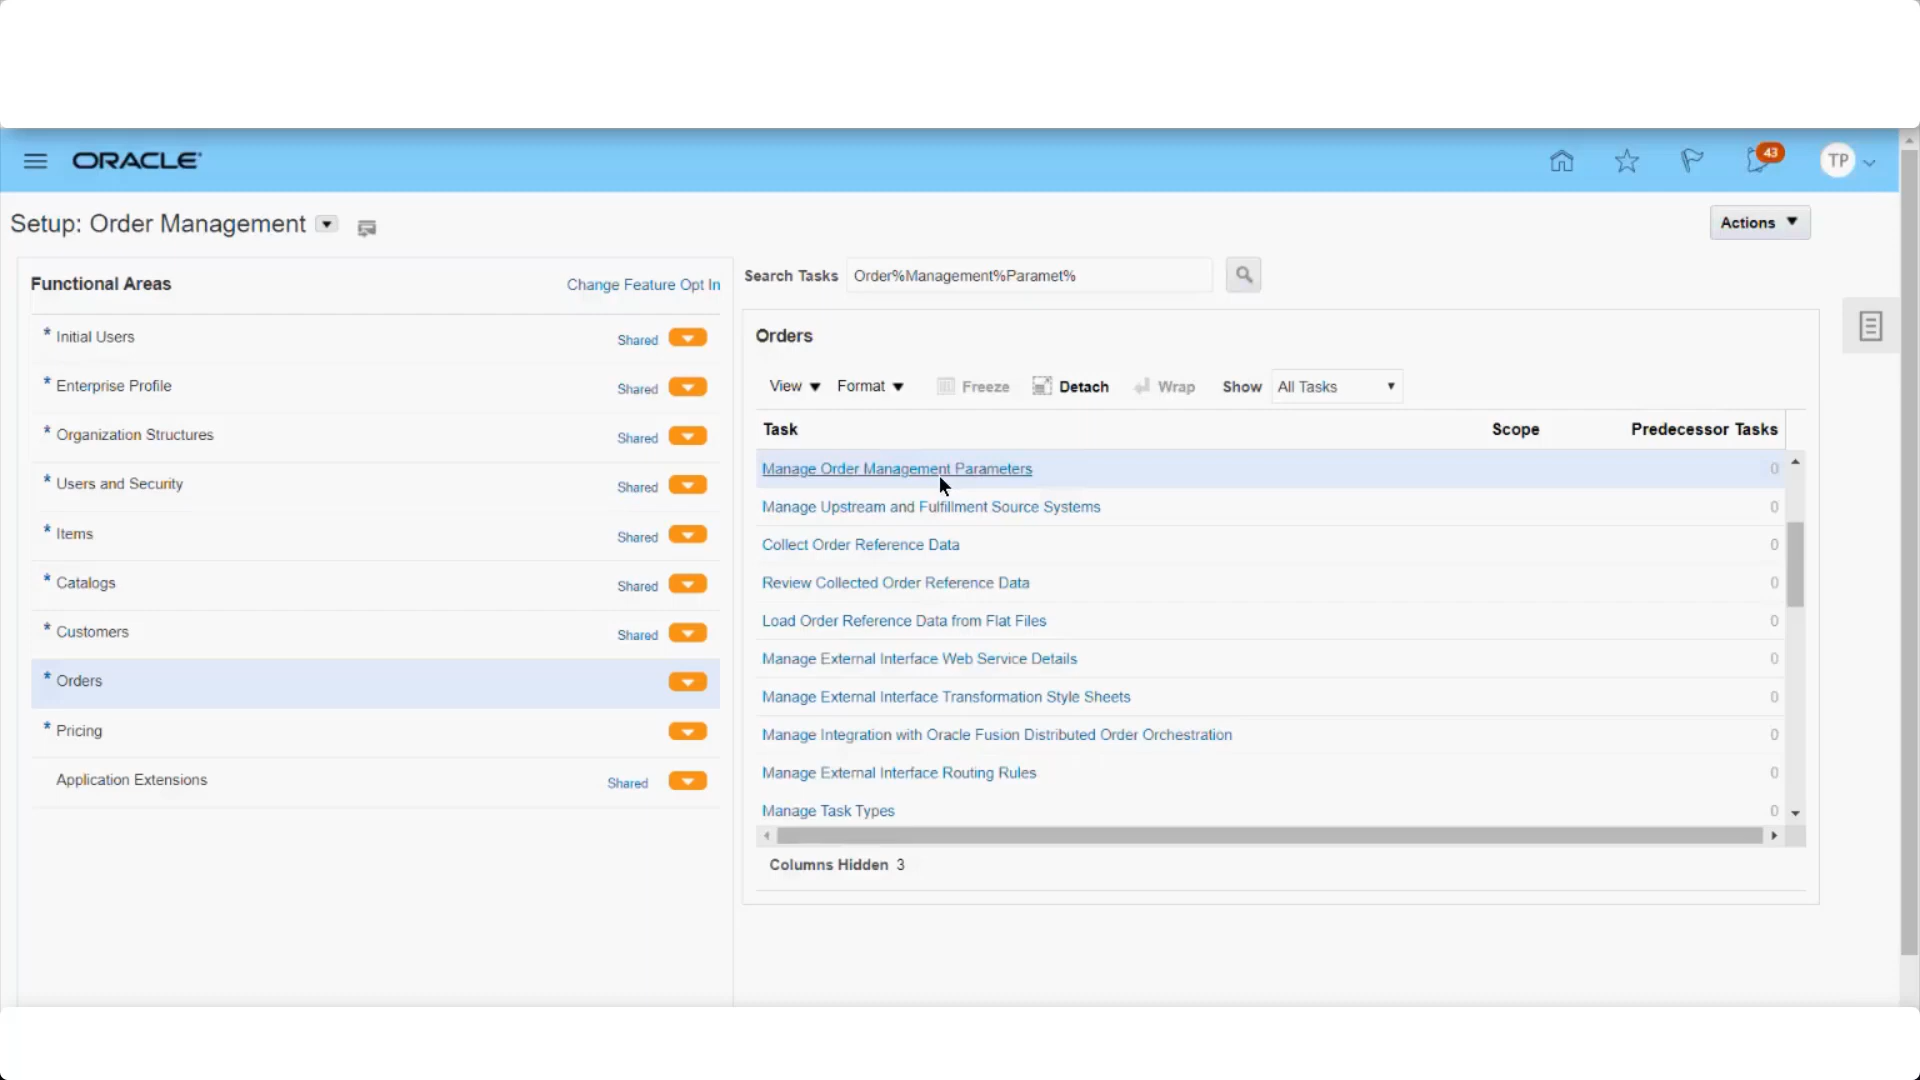 ORACLE
43
TP
Setup: Order Management
Actions
Functional Areas
Change Feature Opt In
* Initial Users Shared
* Enterprise Profile Shared
* Organization Structures Shared
* Users and Security Shared
* Items Shared
* Catalogs Shared
* Customers Shared
* Orders
* Pricing
Application Extensions Shared
Search Tasks Order%Management%Paramet%
Orders
View Format Freeze Detach Wrap Show All Tasks
Task Scope Predecessor Tasks
Manage Order Management Parameters 0
Manage Upstream and Fulfillment Source Systems 0
Collect Order Reference Data 0
Review Collected Order Reference Data 0
Load Order Reference Data from Flat Files 0
Manage External Interface Web Service Details 0
Manage External Interface Transformation Style Sheets 0
Manage Integration with Oracle Fusion Distributed Order Orchestration 0
Manage External Interface Routing Rules 0
Manage Task Types 0
Columns Hidden 3